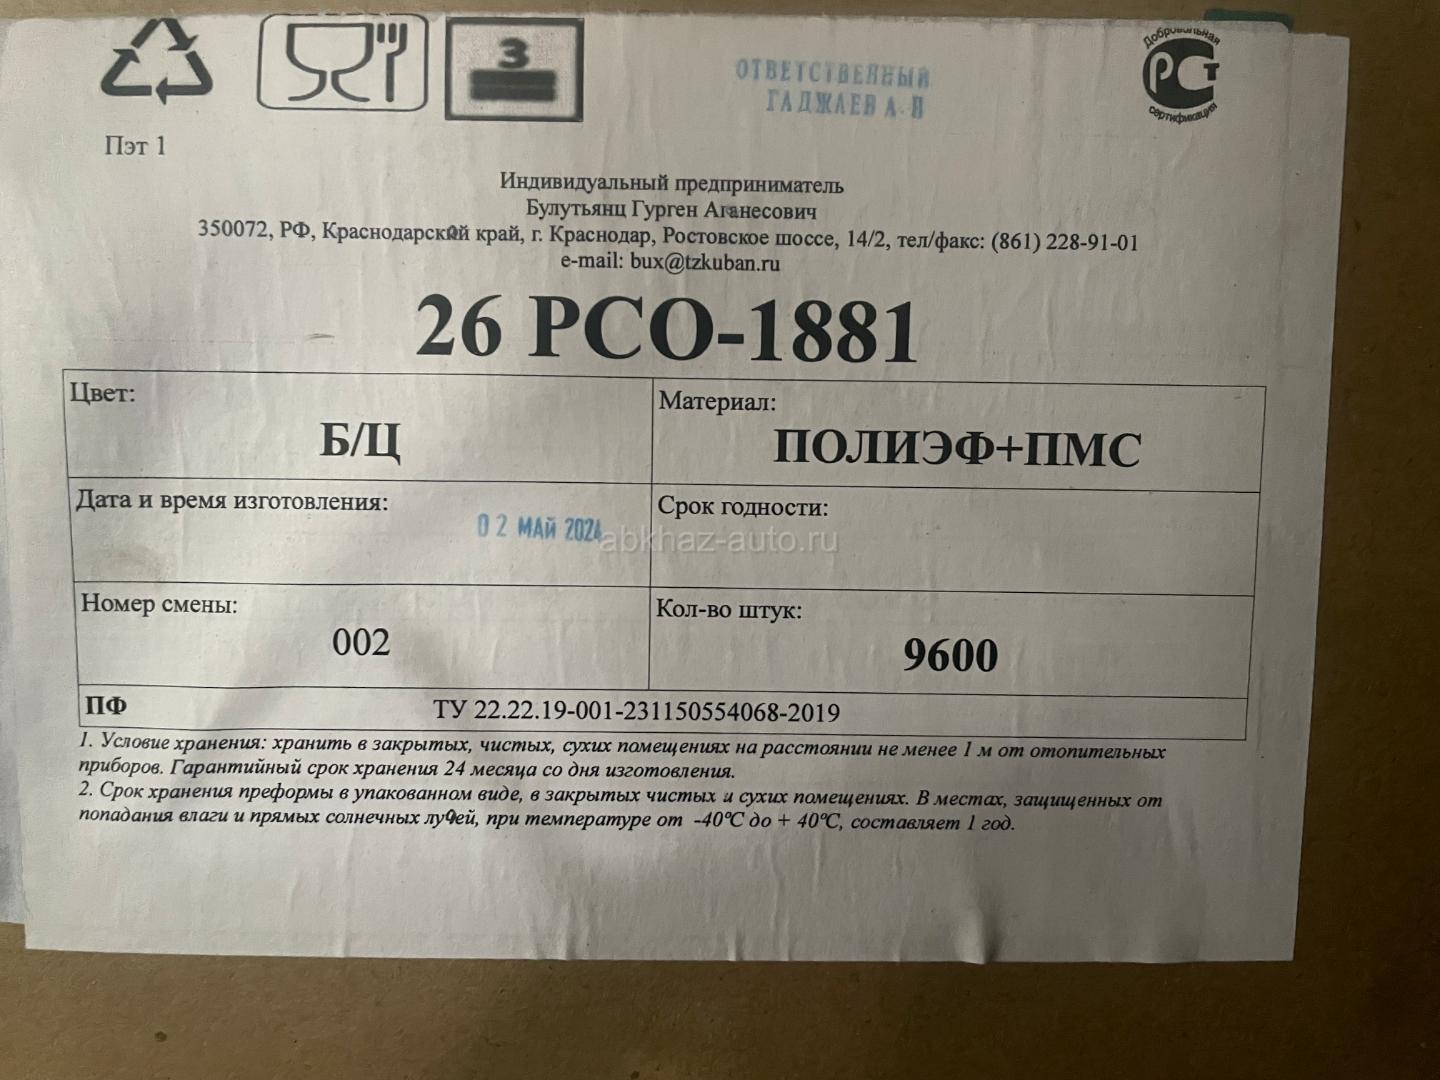 3
ОТВЕТСТВЕННЫЙ
ГАДЖАЕВ А. П
Добровольная
РСТ
сертификация
Пэт 1
Индивидуальный предприниматель
Булутьянц Гурген Аганесович
350072, РФ, Краснодарский край, г. Краснодар, Ростовское шоссе, 14/2, тел/факс: (861) 228-91-01
e-mail: bux@tzkuban.ru
26 РСО-1881
Цвет:
Б/Ц
Материал:
ПОЛИЭФ+ПМС
Дата и время изготовления:
02 МАЙ 2024
Срок годности:
abkhaz-auto.ru
Номер смены:
002
Кол-во штук:
9600
ПФ ТУ 22.22.19-001-231150554068-2019
1. Условие хранения: хранить в закрытых, чистых, сухих помещениях на расстоянии не менее 1 м от отопительных
приборов. Гарантийный срок хранения 24 месяца со дня изготовления.
2. Срок хранения преформы в упакованном виде, в закрытых чистых и сухих помещениях. В местах, защищенных от
попадания влаги и прямых солнечных лучей, при температуре от -40ºС до + 40ºС, составляет 1 год.